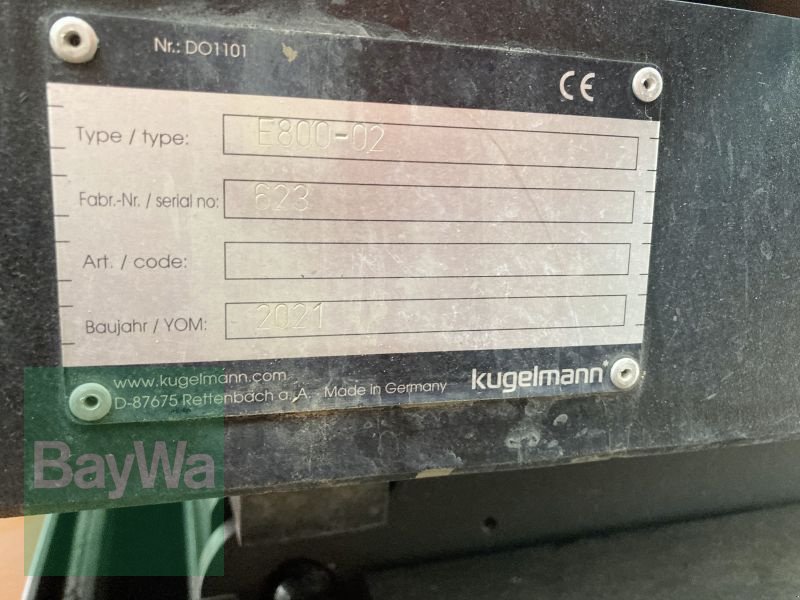 Nr.: DO1101
CE
Type / type: E800-02
Fabr.-Nr. / serial no: 623
Art. / code:
Baujahr / YOM: 2021
www.kugelmann.com
D-87675 Rettenbach a. A. Made in Germany
kugelmann
BayWa